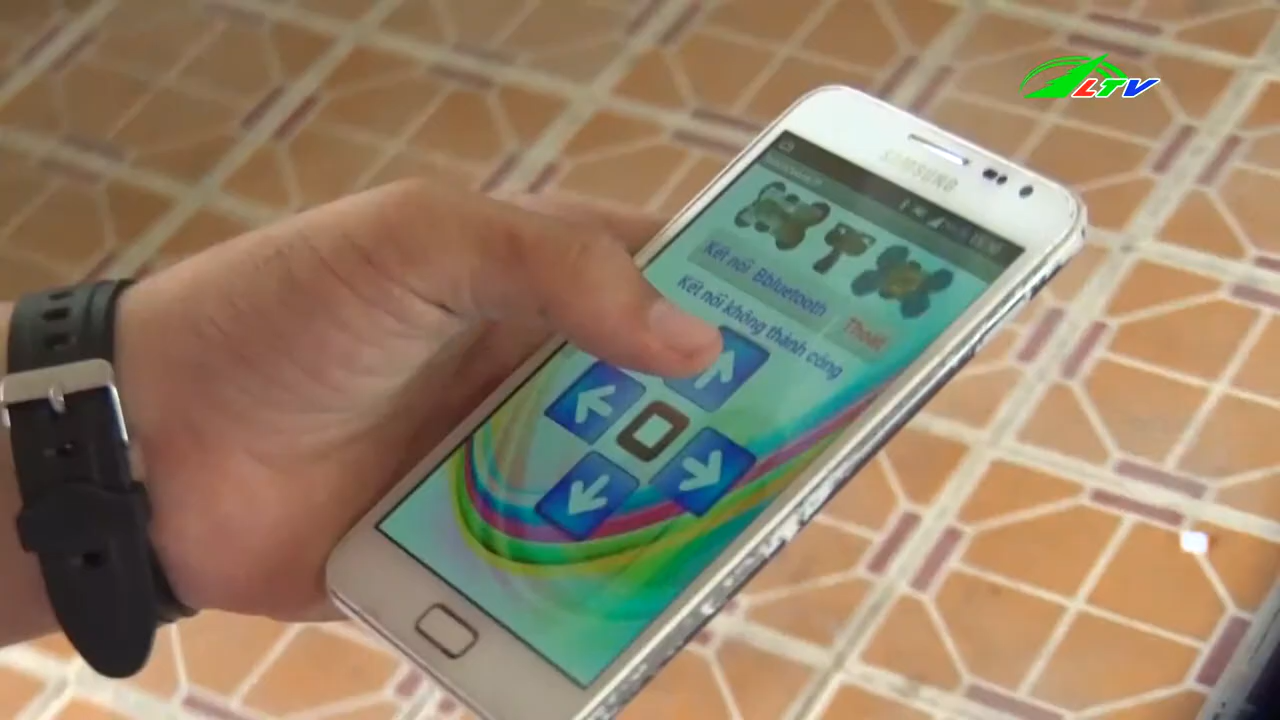 LTV
SAMSUNG
Kết nối Bbluetooth
Thoát
Kết nối không thành công